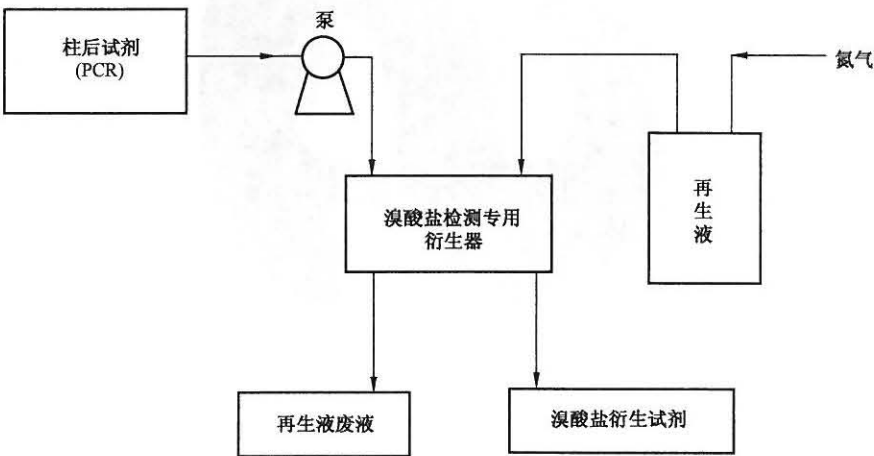 泵
柱后试剂
(PCR)
氮气
再
生
液
溴酸盐检测专用
衍生器
再生液废液
溴酸盐衍生试剂